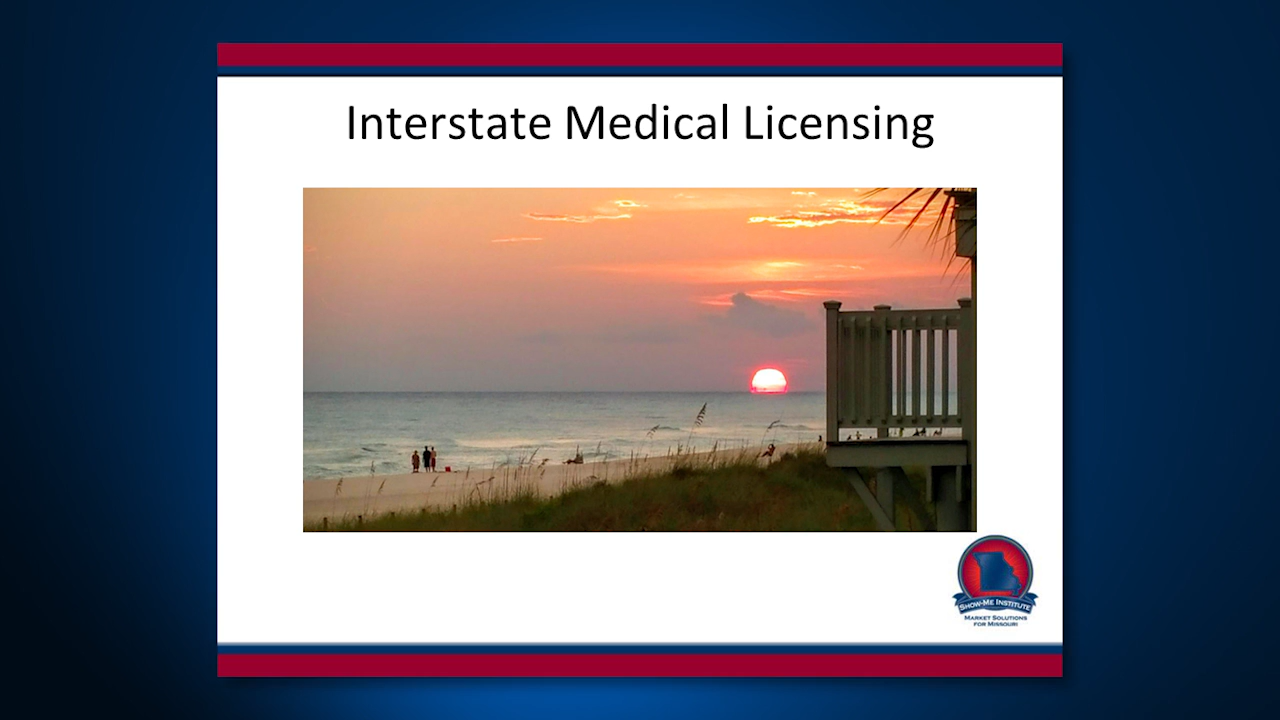 Interstate Medical Licensing
SHOW-ME INSTITUTE
MARKET SOLUTIONS
FOR MISSOURI